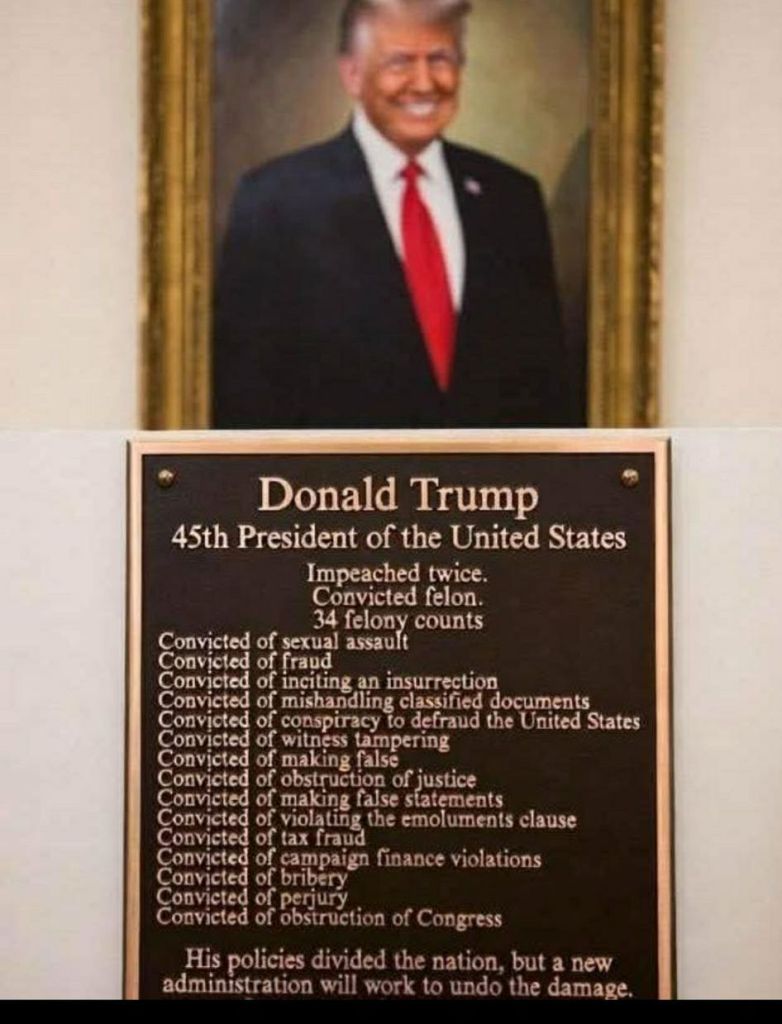 Donald Trump
45th President of the United States
Impeached twice.
Convicted felon.
34 felony counts
Convicted of sexual assault
Convicted of fraud
Convicted of inciting an insurrection
Convicted of mishandling classified documents
Convicted of conspiracy to defraud the United States
Convicted of witness tampering
Convicted of making false
Convicted of obstruction of justice
Convicted of making false statements
Convicted of violating the emoluments clause
Convicted of tax fraud
Convicted of campaign finance violations
Convicted of bribery
Convicted of perjury
Convicted of obstruction of Congress
His policies divided the nation, but a new
administration will work to undo the damage.